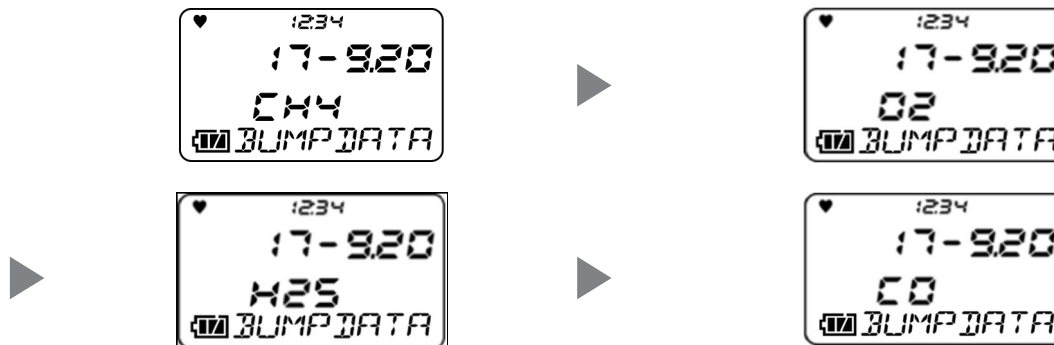 12:34
17-9.20
CH4
BUMPDATA
12:34
17-9.20
O2
BUMPDATA
12:34
17-9.20
H2S
BUMPDATA
12:34
17-9.20
CO
BUMPDATA